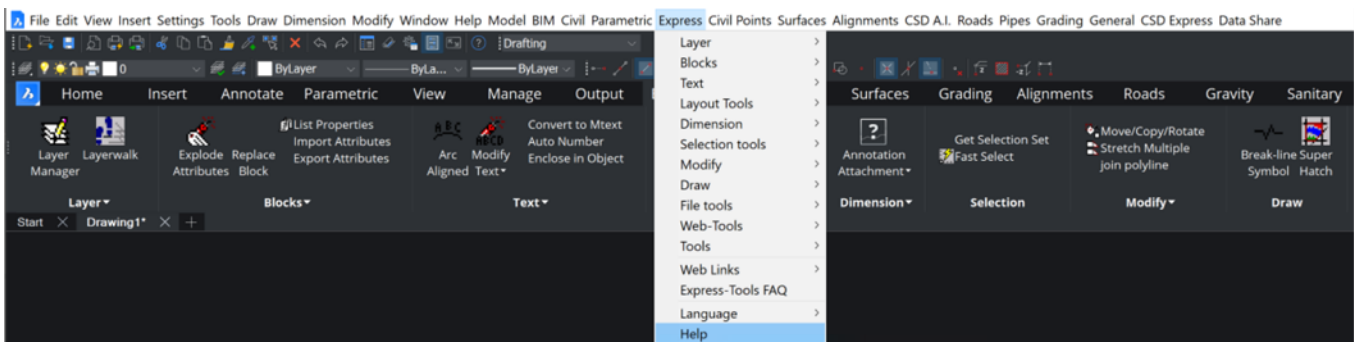 File Edit View Insert Settings Tools Draw Dimension Modify Window Help Model BIM Civil Parametric Express Civil Points Surfaces Alignments CSD A.I. Roads Pipes Grading General CSD Express Data Share
Drafting
0 ByLayer ByLa... ByLayer
Home Insert Annotate Parametric View Manage Output Surfaces Grading Alignments Roads Gravity Sanitary
Layer Manager
Layerwalk
Layer
Explode Attributes
Replace Block
List Properties
Import Attributes
Export Attributes
Blocks
ABC
Arc Aligned
ABCD
Modify Text
Convert to Mtext
Auto Number
Enclose in Object
Text
Layer
Blocks
Text
Layout Tools
Dimension
Selection tools
Modify
Draw
File tools
Web-Tools
Tools
Web Links
Express-Tools FAQ
Language
Help
?
Annotation Attachment
Dimension
Get Selection Set
Fast Select
Selection
Move/Copy/Rotate
Stretch Multiple
join polyline
Modify
Break-line Symbol
Super Hatch
Draw
Start Drawing1*